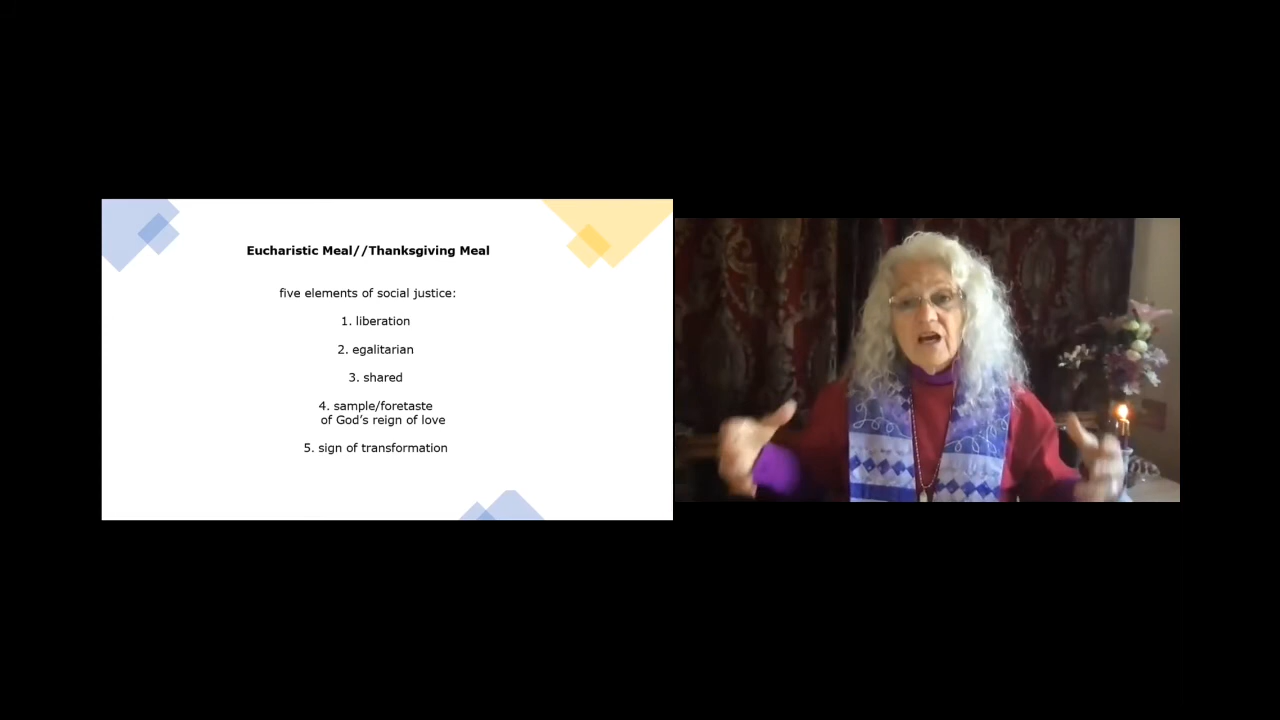 Eucharistic Meal//Thanksgiving Meal
five elements of social justice:
1. liberation
2. egalitarian
3. shared
4. sample/foretaste
of God's reign of love
5. sign of transformation